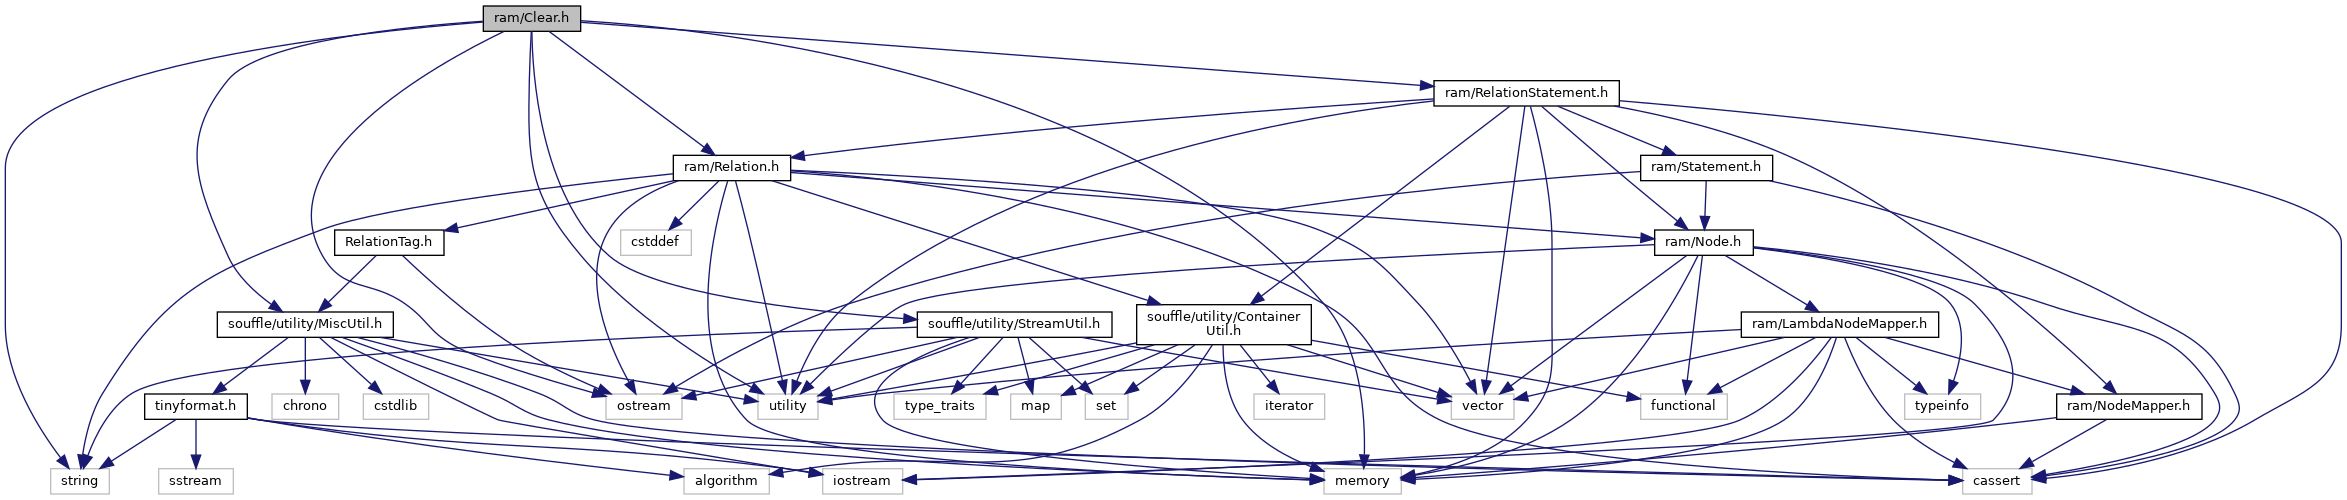 ram/Clear.h
ram/RelationStatement.h
ram/Relation.h
ram/Statement.h
RelationTag.h
cstddef
ram/Node.h
souffle/utility/MiscUtil.h
souffle/utility/StreamUtil.h
souffle/utility/Container
Util.h
ram/LambdaNodeMapper.h
tinyformat.h
chrono
cstdlib
ostream
utility
type_traits
map
set
iterator
vector
functional
typeinfo
ram/NodeMapper.h
string
sstream
algorithm
iostream
memory
cassert